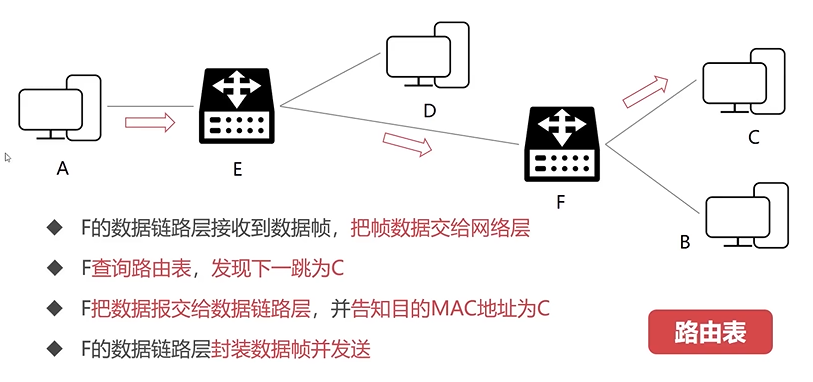 A
E
D
F
C
B
F的数据链路层接收到数据帧，把帧数据交给网络层
F查询路由表，发现下一跳为C
F把数据报交给数据链路层，并告知目的MAC地址为C
F的数据链路层封装数据帧并发送
路由表